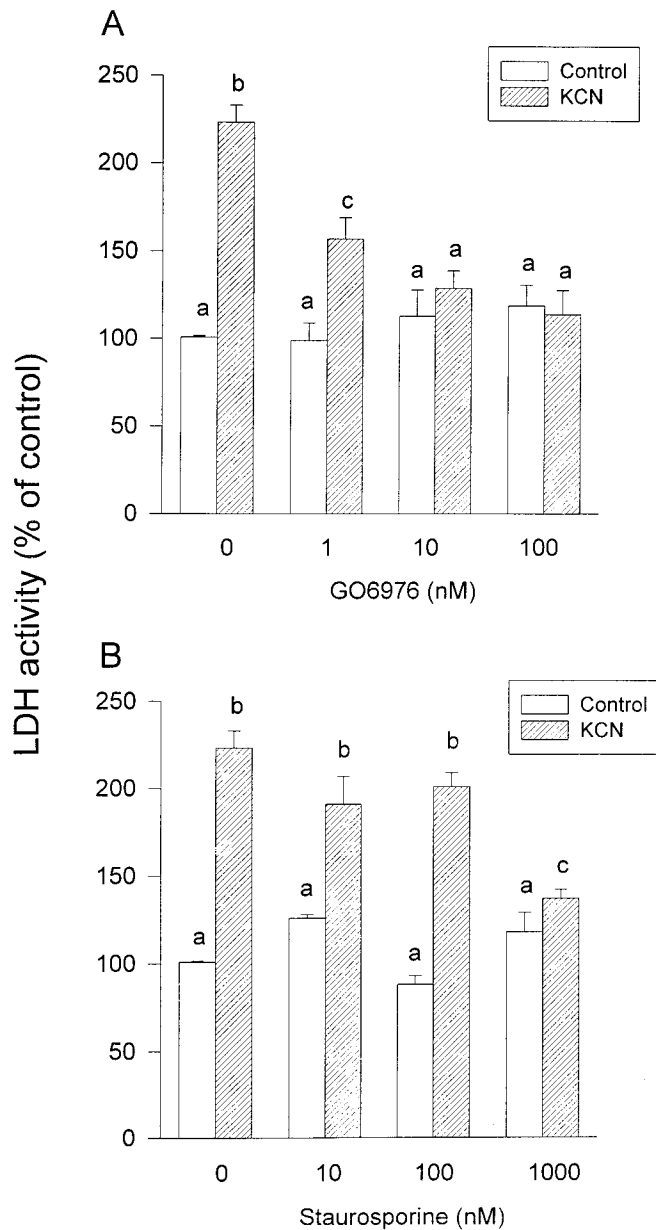 A
Control
KCN
LDH activity (% of control)
250
200
150
100
50
0
a
b
a
c
a
a
a
a
0 1 10 100
GO6976 (nM)
B
Control
KCN
250
200
150
100
50
0
a
b
a
b
a
b
a
c
0 10 100 1000
Staurosporine (nM)